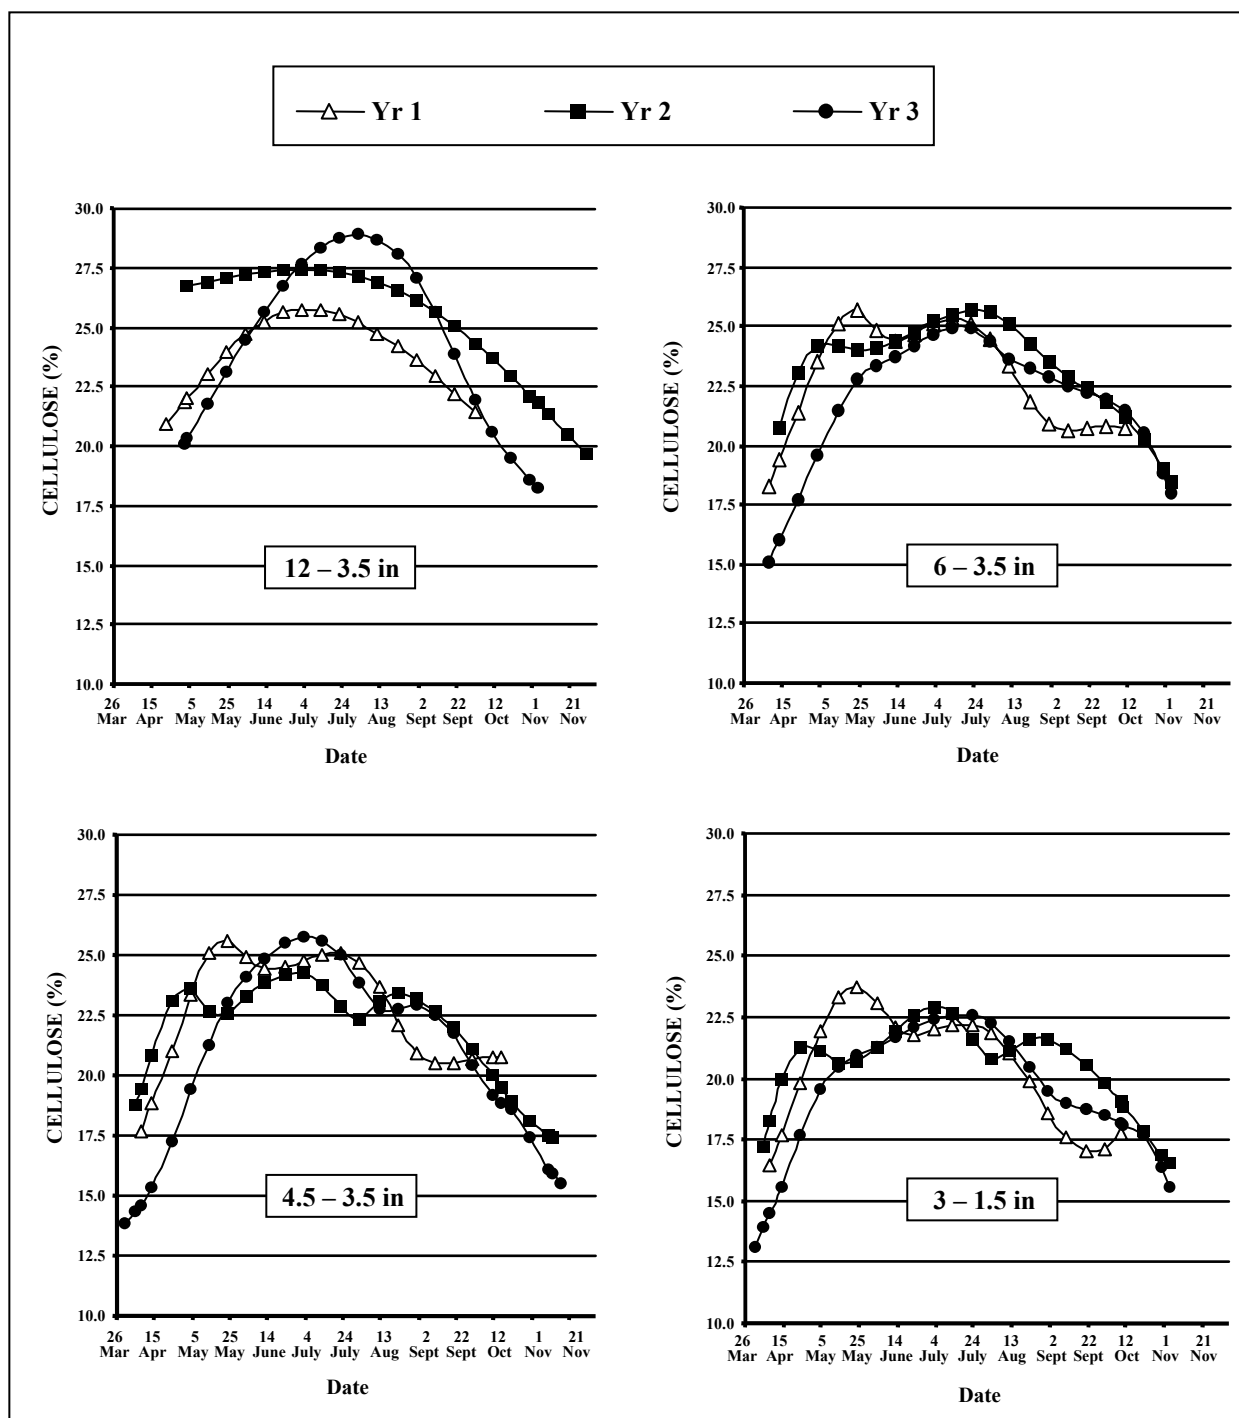 Yr 1 Yr 2 Yr 3
CELLULOSE (%)
30.0
27.5
25.0
22.5
20.0
17.5
15.0
12.5
10.0
12 – 3.5 in
26 15 5 25 14 4 24 13 2 22 12 1 21
Mar Apr May May June July July Aug Sept Sept Oct Nov Nov
Date
CELLULOSE (%)
30.0
27.5
25.0
22.5
20.0
17.5
15.0
12.5
10.0
6 – 3.5 in
26 15 5 25 14 4 24 13 2 22 12 1 21
Mar Apr May May June July July Aug Sept Sept Oct Nov Nov
Date
CELLULOSE (%)
30.0
27.5
25.0
22.5
20.0
17.5
15.0
12.5
10.0
4.5 – 3.5 in
26 15 5 25 14 4 24 13 2 22 12 1 21
Mar Apr May May June July July Aug Sept Sept Oct Nov Nov
Date
CELLULOSE (%)
30.0
27.5
25.0
22.5
20.0
17.5
15.0
12.5
10.0
3 – 1.5 in
26 15 5 25 14 4 24 13 2 22 12 1 21
Mar Apr May May June July July Aug Sept Sept Oct Nov Nov
Date